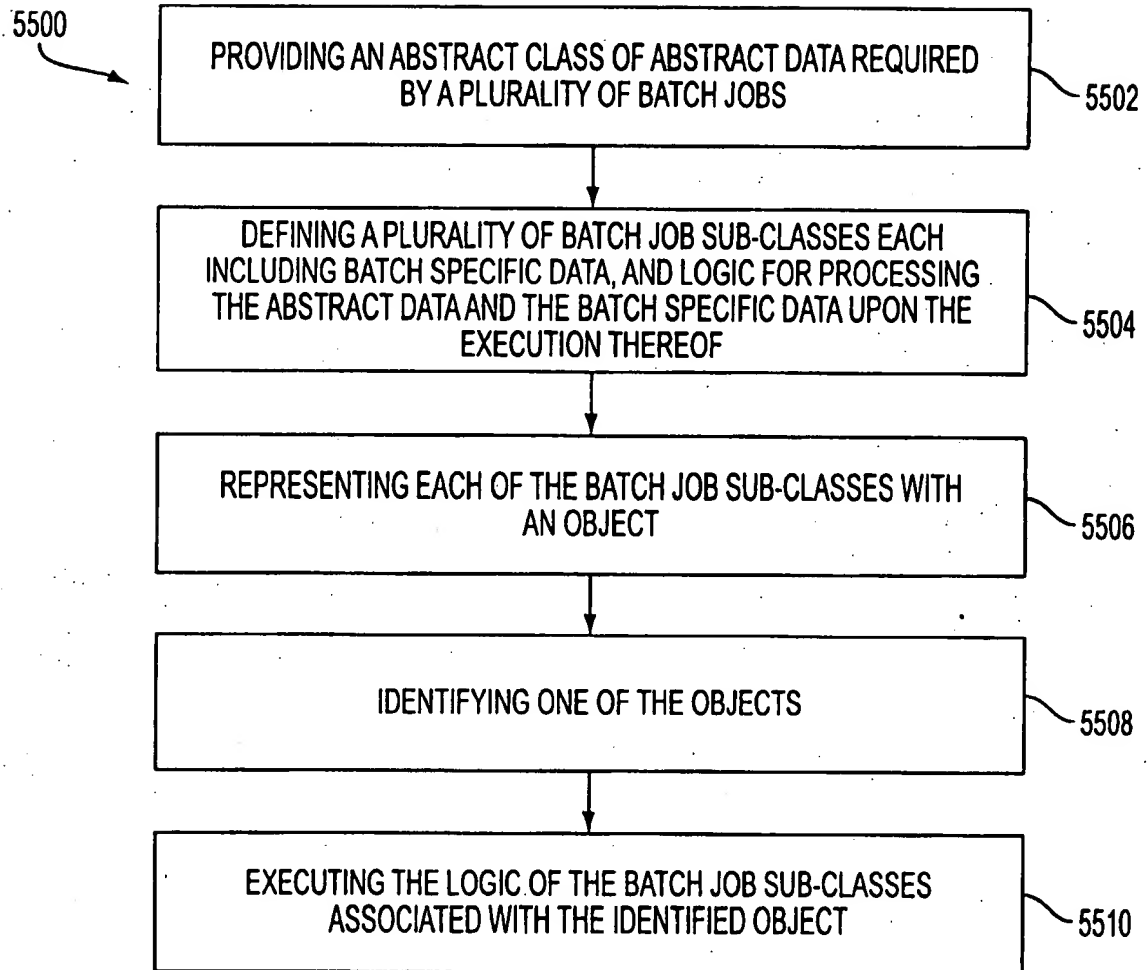 5500
PROVIDING AN ABSTRACT CLASS OF ABSTRACT DATA REQUIRED
BY A PLURALITY OF BATCH JOBS
5502
DEFINING A PLURALITY OF BATCH JOB SUB-CLASSES EACH
INCLUDING BATCH SPECIFIC DATA, AND LOGIC FOR PROCESSING
THE ABSTRACT DATA AND THE BATCH SPECIFIC DATA UPON THE
EXECUTION THEREOF
5504
REPRESENTING EACH OF THE BATCH JOB SUB-CLASSES WITH
AN OBJECT
5506
IDENTIFYING ONE OF THE OBJECTS
5508
EXECUTING THE LOGIC OF THE BATCH JOB SUB-CLASSES
ASSOCIATED WITH THE IDENTIFIED OBJECT
5510